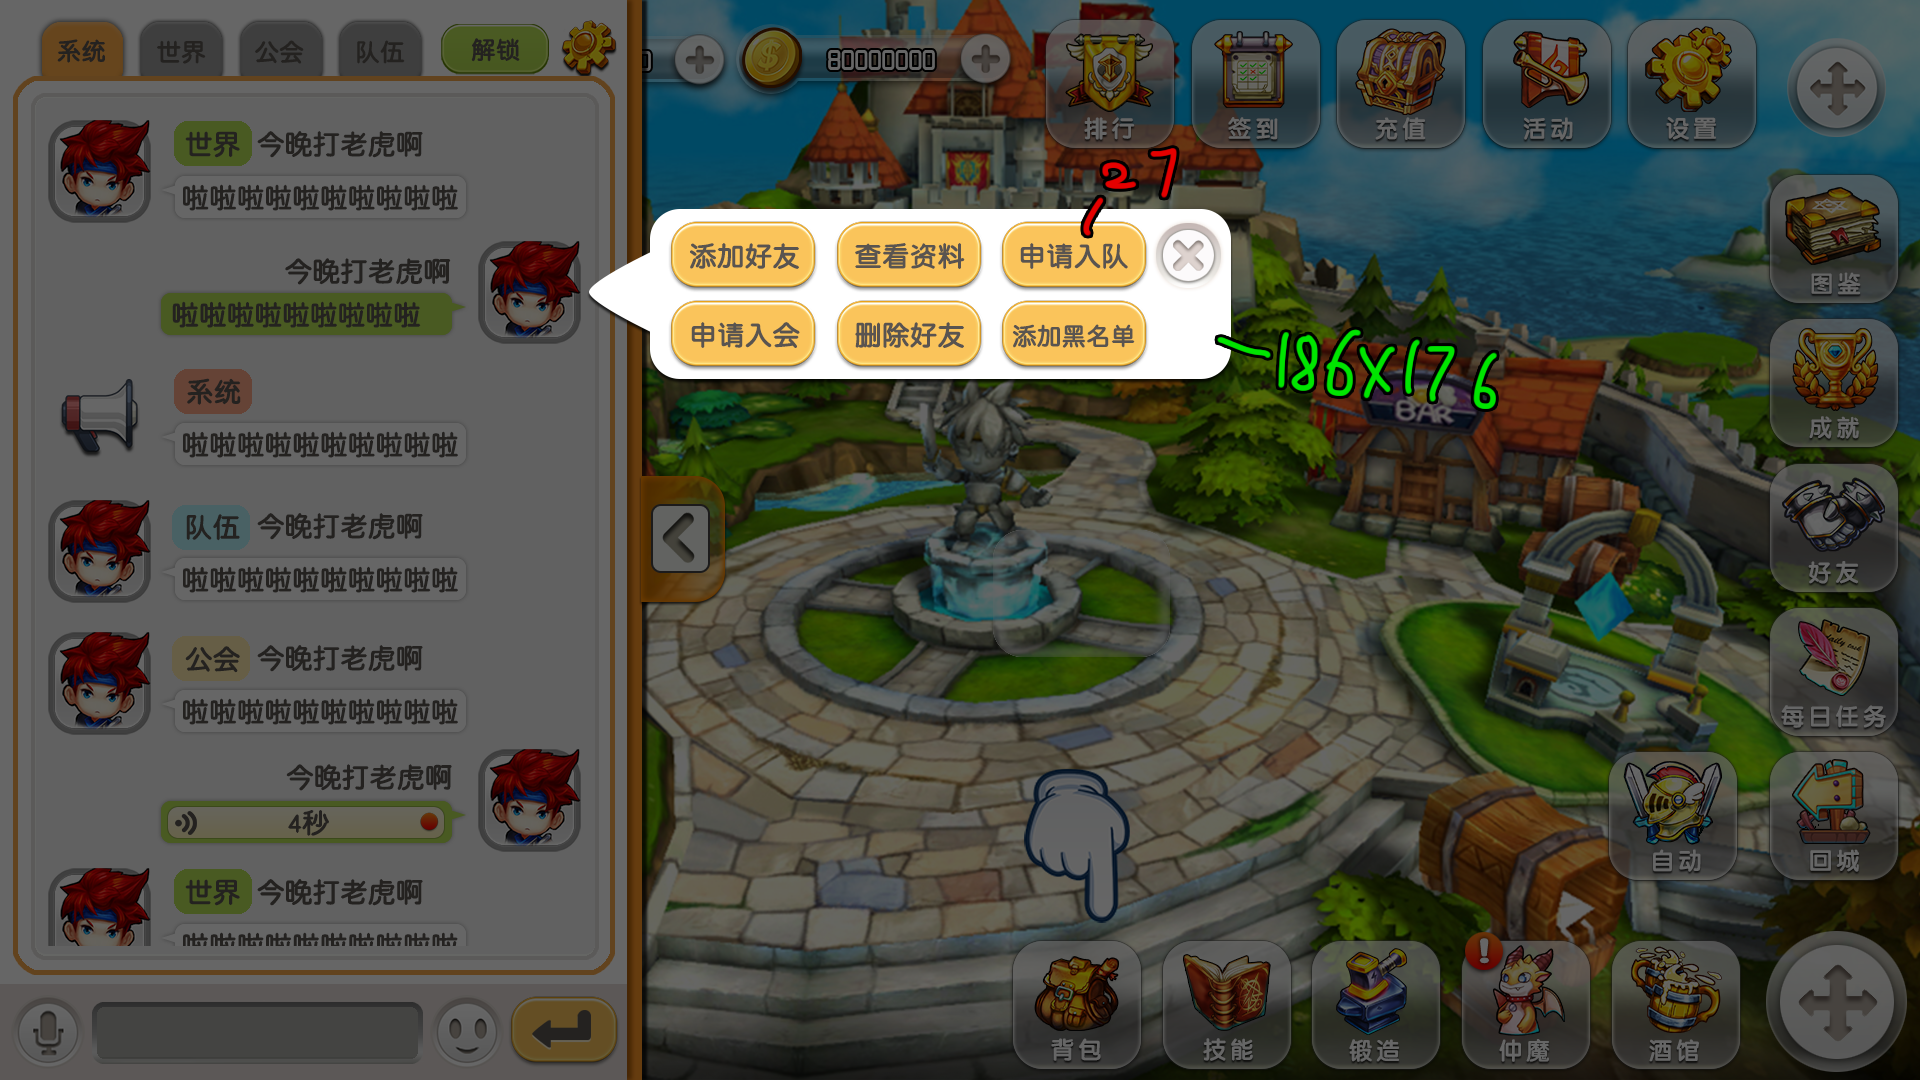 系统 世界 公会 队伍 解锁
80000000
排行 签到 充值 活动 设置
世界 今晚打老虎啊
啦啦啦啦啦啦啦啦啦啦
今晚打老虎啊
啦啦啦啦啦啦啦啦啦
系统
啦啦啦啦啦啦啦啦啦啦
队伍 今晚打老虎啊
啦啦啦啦啦啦啦啦啦啦
公会 今晚打老虎啊
啦啦啦啦啦啦啦啦啦啦
今晚打老虎啊
4秒
世界 今晚打老虎啊
啦啦啦啦啦啦啦啦啦啦
27
添加好友 查看资料 申请入队
申请入会 删除好友 添加黑名单
186X176
BAR
图鉴
成就
好友
每日任务
自动 回城
背包 技能 锻造 仲魔 酒馆